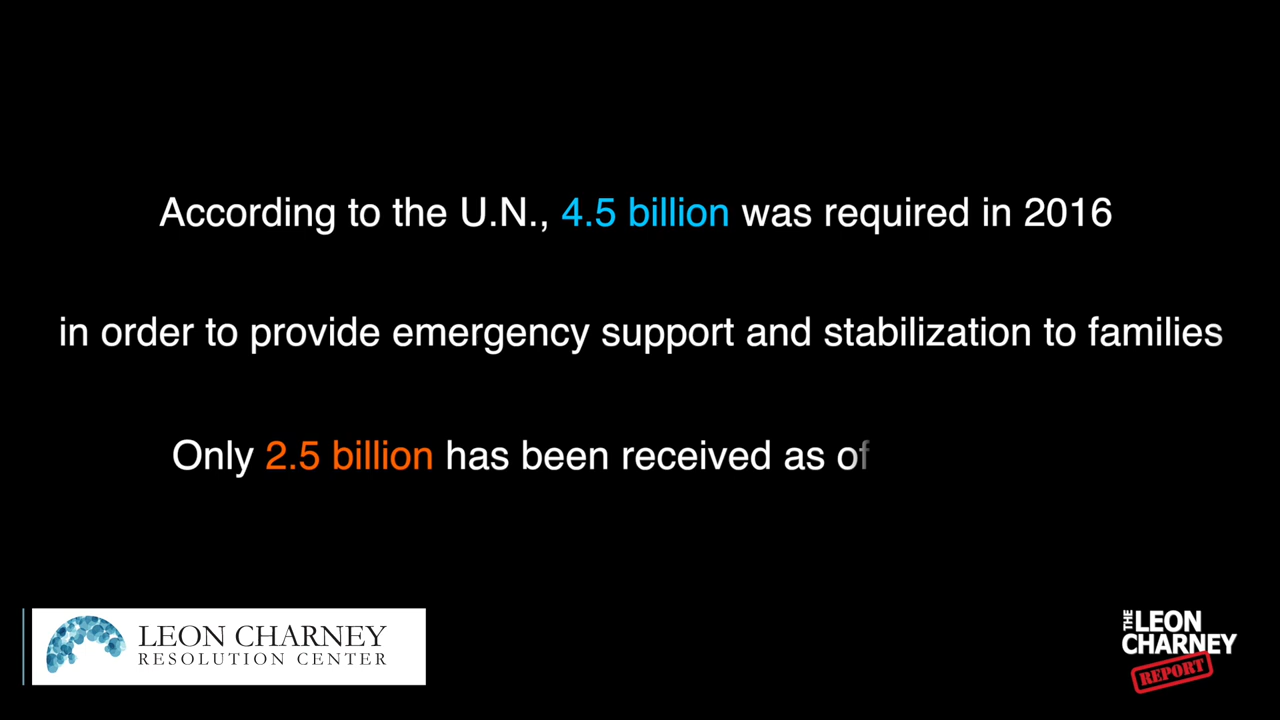 According to the U.N., 4.5 billion was required in 2016
in order to provide emergency support and stabilization to families
Only 2.5 billion has been received as of
LEON CHARNEY
RESOLUTION CENTER
THE
LEON
CHARNEY
REPORT